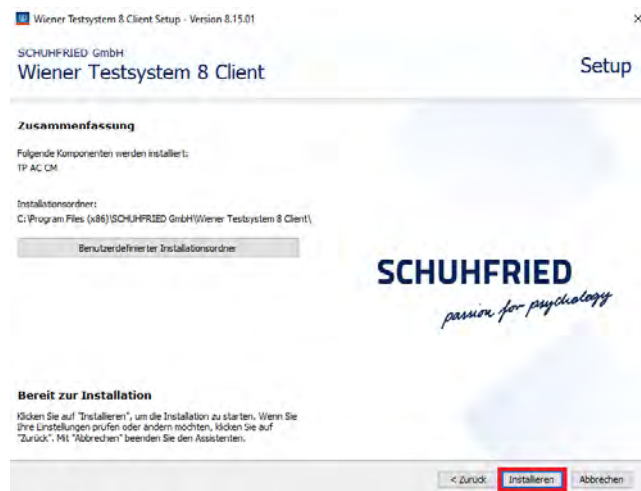 Wiener Testsystem 8 Client Setup - Version 8.15.01
SCHUHFRIED GmbH
Wiener Testsystem 8 Client
Setup
Zusammenfassung
Folgende Komponenten werden installiert:
TP AC CM
Installationsordner:
C:\Program Files (x86)\SCHUHFRIED GmbH\Wiener Testsystem 8 Client\
Benutzerdefinierter Installationsordner
SCHUHFRIED
passion for psychology
Bereit zur Installation
Klicken Sie auf "Installieren", um die Installation zu starten. Wenn Sie
Ihre Einstellungen prüfen oder ändern möchten, klicken Sie auf
"Zurück". Mit "Abbrechen" beenden Sie den Assistenten.
< Zurück Installieren Abbrechen